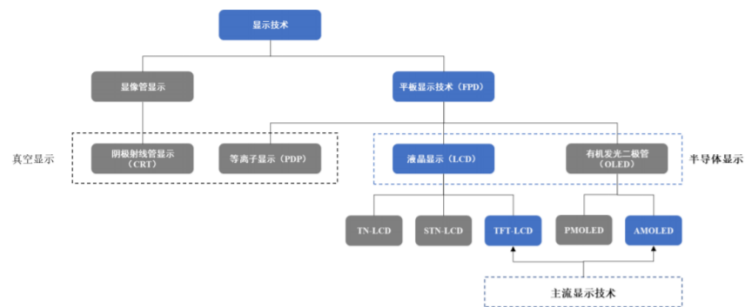 显示技术
显像管显示
平板显示技术（FPD）
真空显示
阴极射线管显示
（CRT）
等离子显示（PDP）
液晶显示（LCD）
有机发光二极管
（OLED）
半导体显示
TN-LCD
STN-LCD
TFT-LCD
PMOLED
AMOLED
主流显示技术